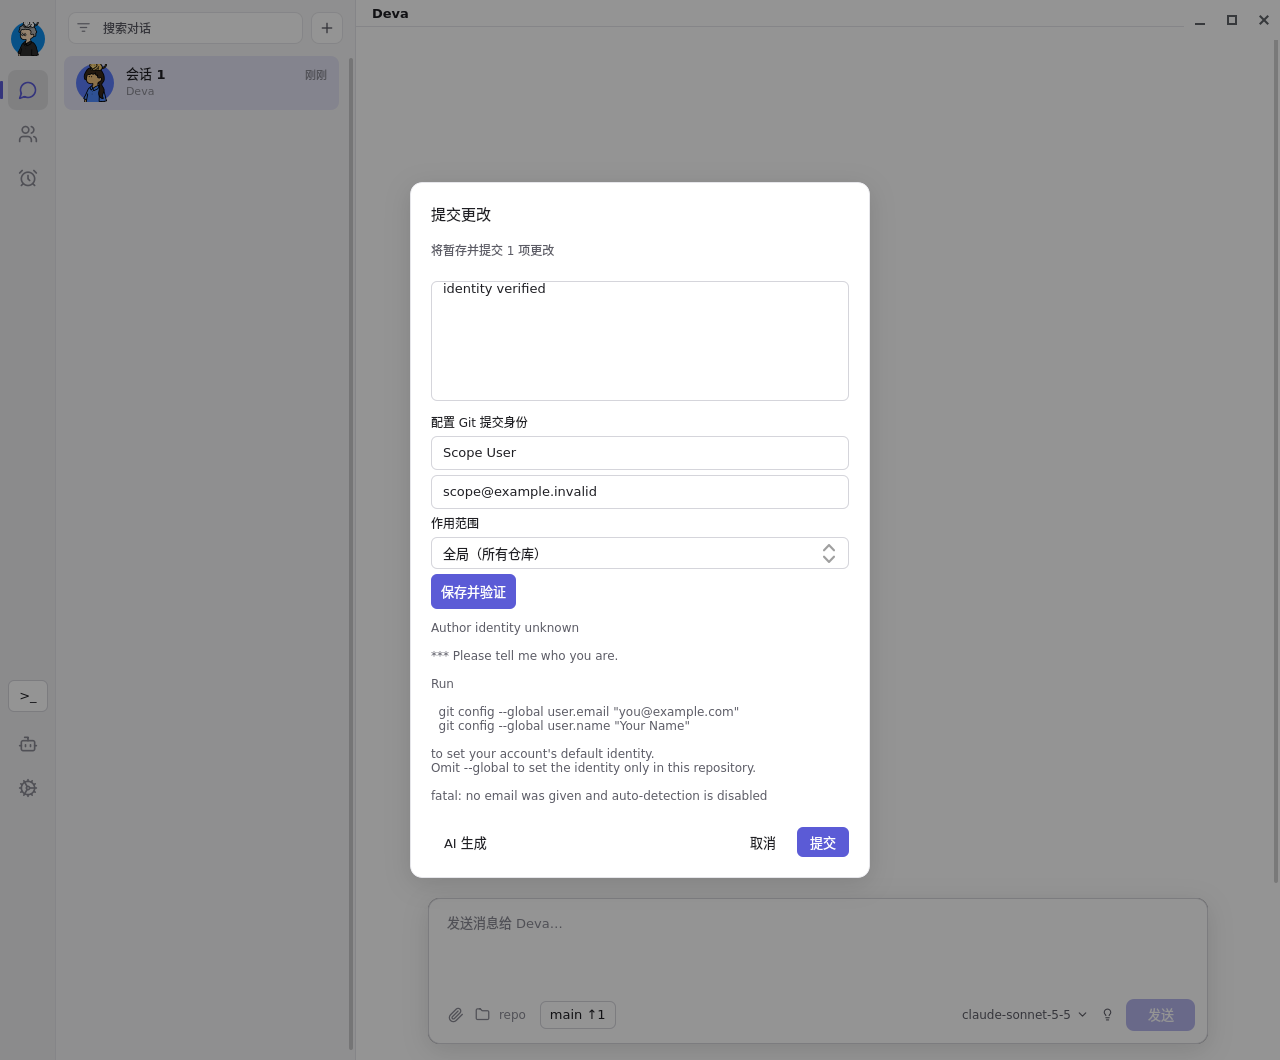 搜索对话
会话 1
刚刚
Deva
Deva
提交更改
将暂存并提交 1 项更改
identity verified
配置 Git 提交身份
Scope User
scope@example.invalid
作用范围
全局（所有仓库）
保存并验证
Author identity unknown
*** Please tell me who you are.
Run
git config --global user.email "you@example.com"
git config --global user.name "Your Name"
to set your account's default identity.
Omit --global to set the identity only in this repository.
fatal: no email was given and auto-detection is disabled
AI 生成
取消
提交
>_
发送消息给 Deva...
repo
main ↑1
claude-sonnet-5-5
发送